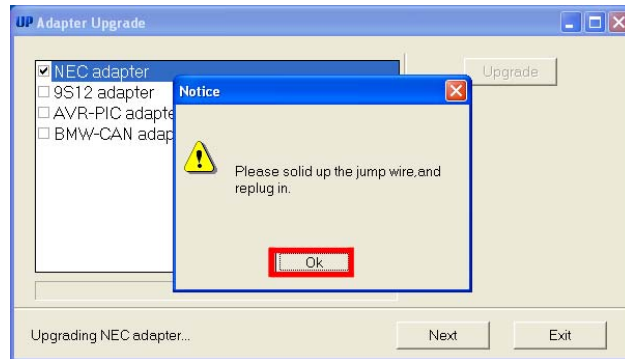 UP Adapter Upgrade
NEC adapter
Upgrade
9S12 adapter
Notice
AVR-PIC adapte
BMW-CAN adap
Please solid up the jump wire,and
replug in.
Ok
Upgrading NEC adapter...
Next
Exit